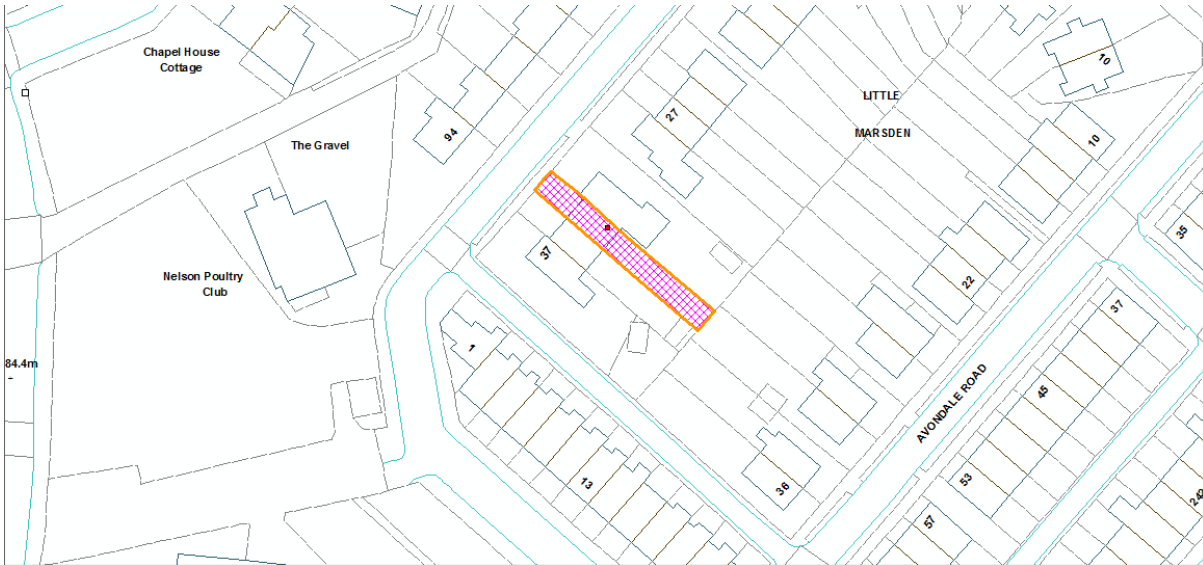 Chapel House
Cottage
10
LITTLE
27
94
MARSDEN
The Gravel
10
35
37
22
Nelson Poultry
Club
37
1
84.4m
45
AVONDALE ROAD
53
13
36
242
57